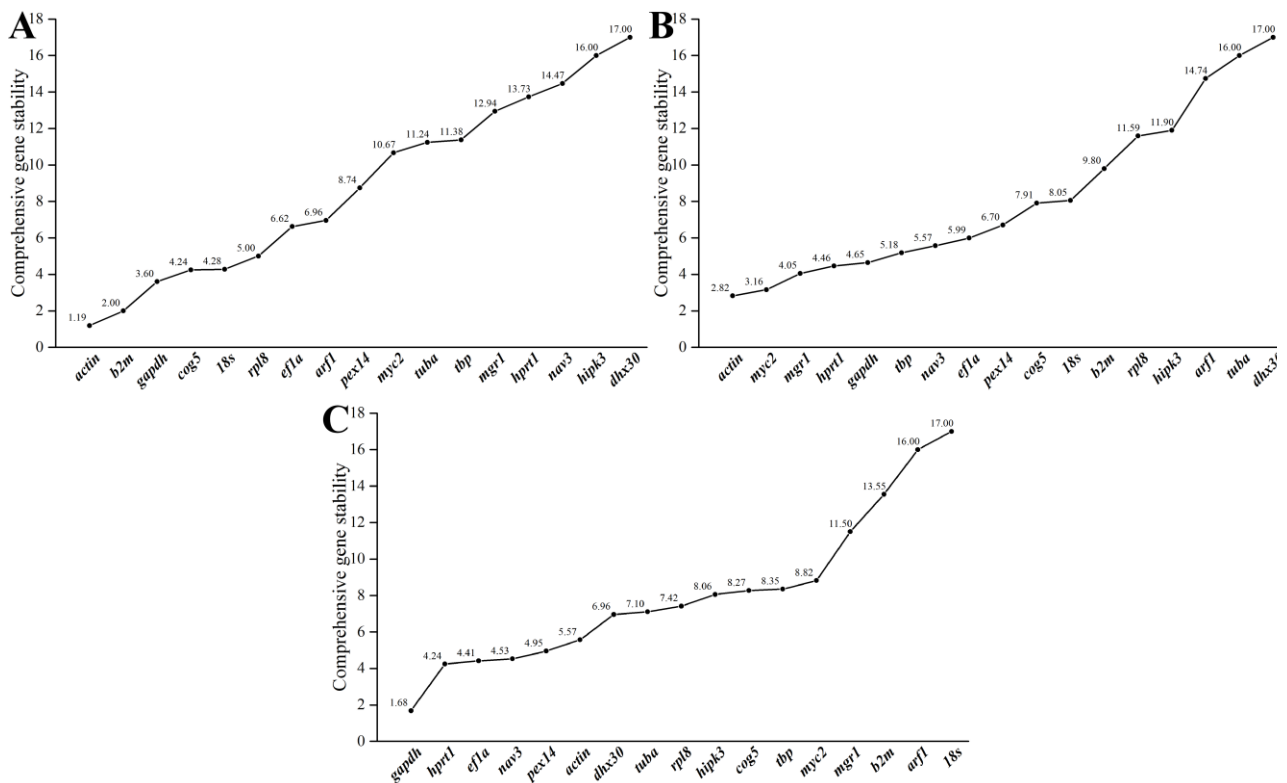 A
Comprehensive gene stability
18
16
14
12
10
8
6
4
2
0
1.19
2.00
3.60
4.24
4.28
5.00
6.62
6.96
8.74
10.67
11.24
11.38
12.94
13.73
14.47
16.00
17.00
actin
b2m
gapdh
cog5
18s
rpl8
ef1a
arf1
pex14
myc2
tuba
tbp
mgr1
hprt1
nav3
hipk3
dhx30
B
Comprehensive gene stability
18
16
14
12
10
8
6
4
2
0
2.82
3.16
4.05
4.46
4.65
5.18
5.57
5.99
6.70
7.91
8.05
9.80
11.59
11.90
14.74
16.00
17.00
actin
myc2
mgr1
hprt1
gapdh
tbp
nav3
ef1a
pex14
cog5
18s
b2m
rpl8
hipk3
arf1
tuba
dhx30
C
Comprehensive gene stability
18
16
14
12
10
8
6
4
2
0
1.68
4.24
4.41
4.53
4.95
5.57
6.96
7.10
7.42
8.06
8.27
8.35
8.82
11.50
13.55
16.00
17.00
gapdh
hprt1
ef1a
nav3
pex14
actin
dhx30
tuba
rpl8
hipk3
cog5
tbp
myc2
mgr1
b2m
arf1
18s